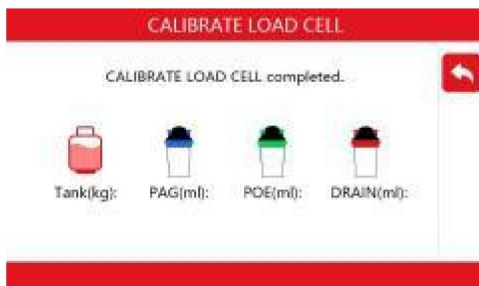 CALIBRATE LOAD CELL
CALIBRATE LOAD CELL completed.
Tank(kg): PAG(ml): POE(ml): DRAIN(ml):